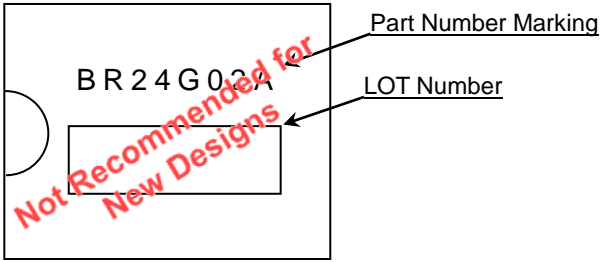 Part Number Marking
BR24G02A
LOT Number
Not Recommended for
New Designs